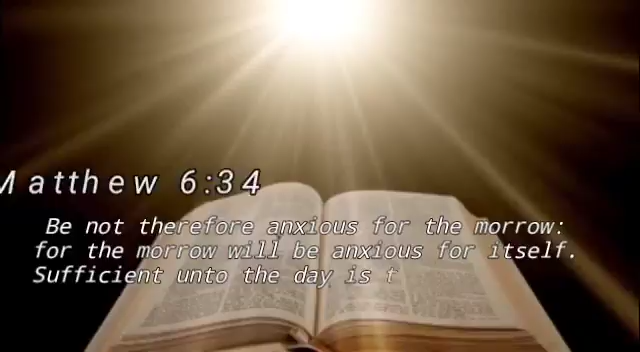 Matthew 6:34
Be not therefore anxious for the morrow:
for the morrow will be anxious for itself.
Sufficient unto the day is t